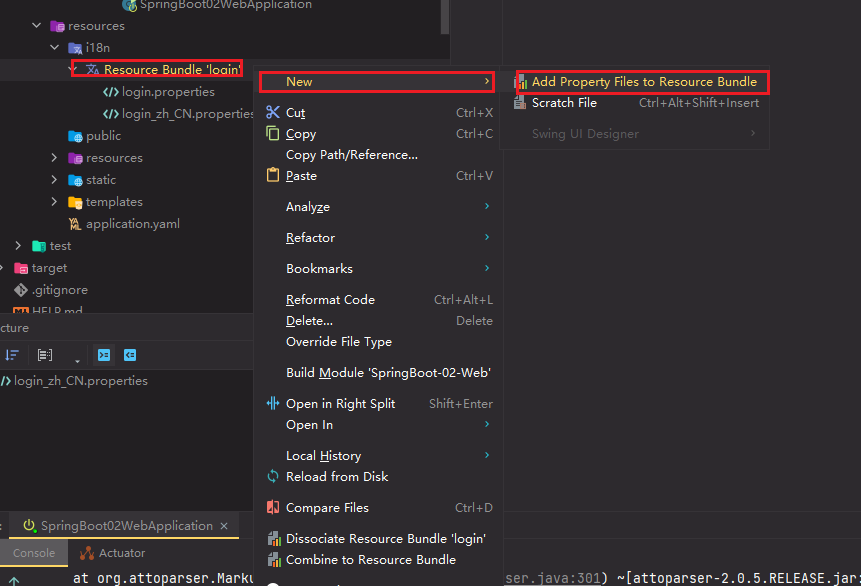 SpringBoot02WebApplication
resources
i18n
Resource Bundle 'login'
login.properties
login_zh_CN.properties
public
resources
static
templates
application.yaml
test
target
.gitignore
HELP.md
cture
login_zh_CN.properties
New
Cut Ctrl+X
Copy Ctrl+C
Copy Path/Reference...
Paste Ctrl+V
Analyze
Refactor
Bookmarks
Reformat Code Ctrl+Alt+L
Delete... Delete
Override File Type
Build Module 'SpringBoot-02-Web'
Open in Right Split Shift+Enter
Open In
Local History
Reload from Disk
Compare Files Ctrl+D
Dissociate Resource Bundle 'login'
Combine to Resource Bundle
Add Property Files to Resource Bundle
Scratch File Ctrl+Alt+Shift+Insert
Swing UI Designer
SpringBoot02WebApplication
Console Actuator
at org.attoparser.Marku
ser.java:301) ~[attoparser-2.0.5.RELEASE.jar: